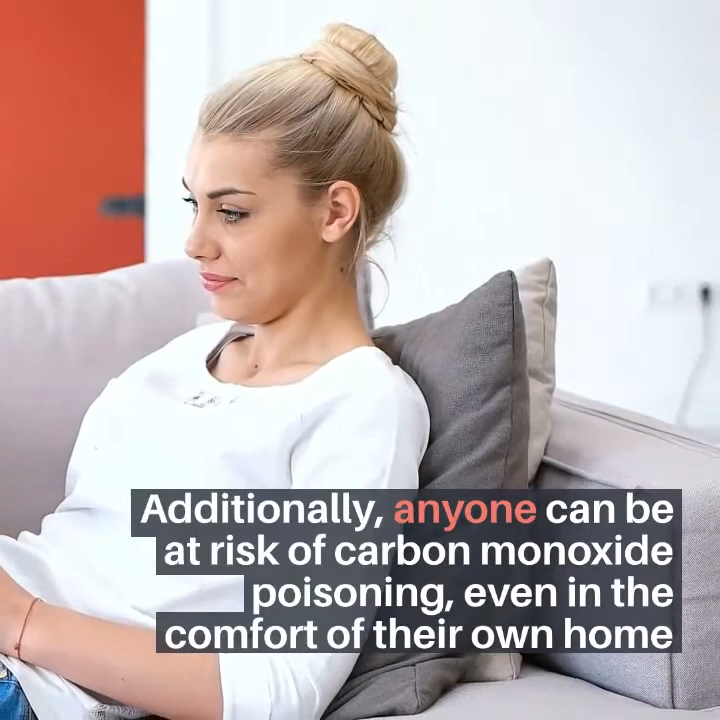 Additionally, anyone can be
at risk of carbon monoxide
poisoning, even in the
comfort of their own home